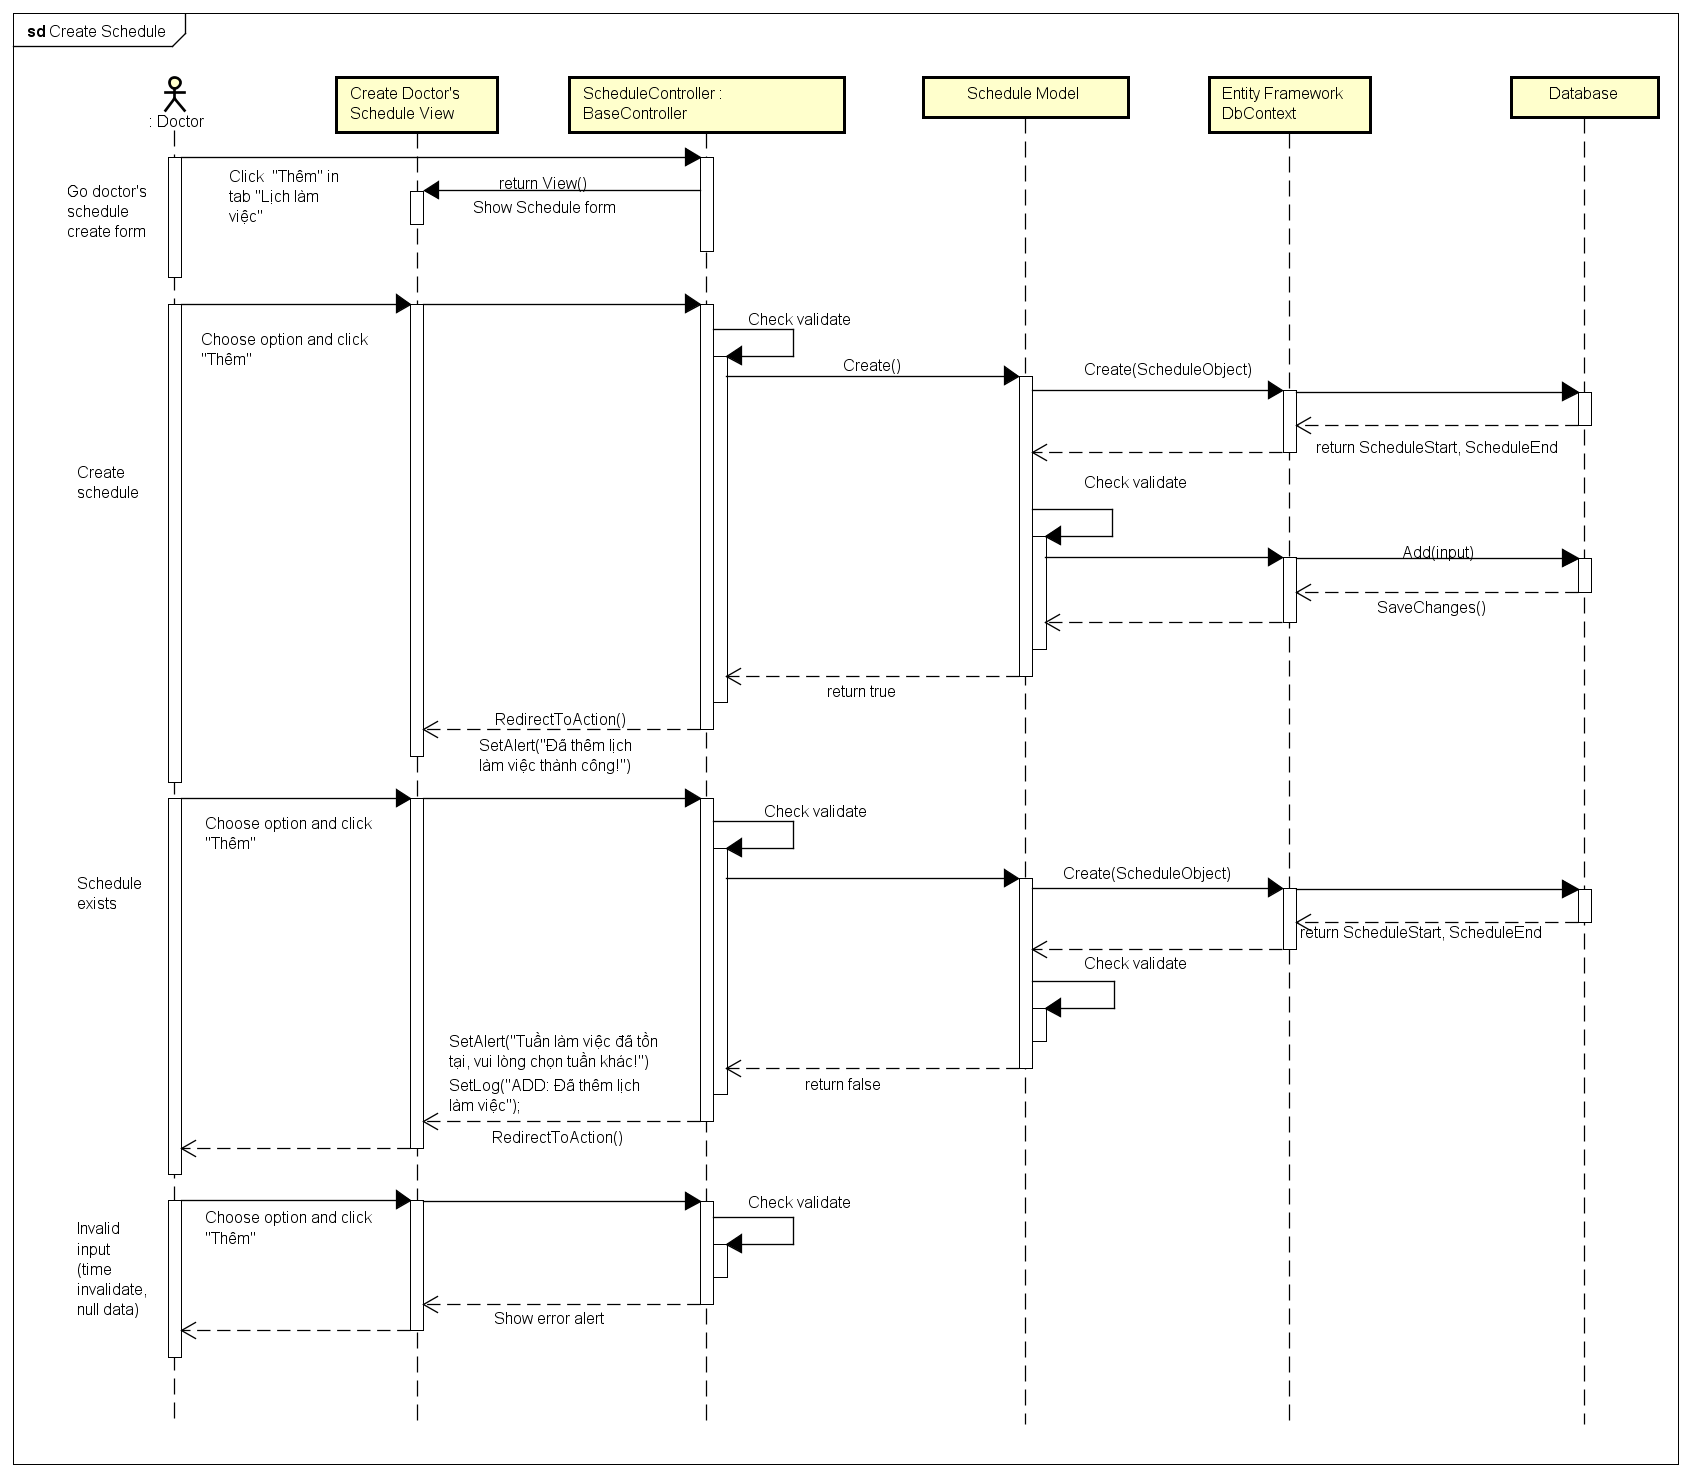 sd Create Schedule
: Doctor
Create Doctor's
Schedule View
ScheduleController :
BaseController
Schedule Model
Entity Framework
DbContext
Database
Go doctor's
schedule
create form
Click  "Thêm" in
tab "Lịch làm
việc"
return View()
Show Schedule form
Choose option and click
"Thêm"
Check validate
Create()
Create(ScheduleObject)
return ScheduleStart, ScheduleEnd
Create
schedule
Check validate
Add(input)
SaveChanges()
return true
RedirectToAction()
SetAlert("Đã thêm lịch
làm việc thành công!")
Choose option and click
"Thêm"
Check validate
Schedule
exists
Create(ScheduleObject)
return ScheduleStart, ScheduleEnd
Check validate
SetAlert("Tuần làm việc đã tồn
tại, vui lòng chọn tuần khác!")
SetLog("ADD: Đã thêm lịch
làm việc");
return false
RedirectToAction()
Choose option and click
"Thêm"
Check validate
Invalid
input
(time
invalidate,
null data)
Show error alert